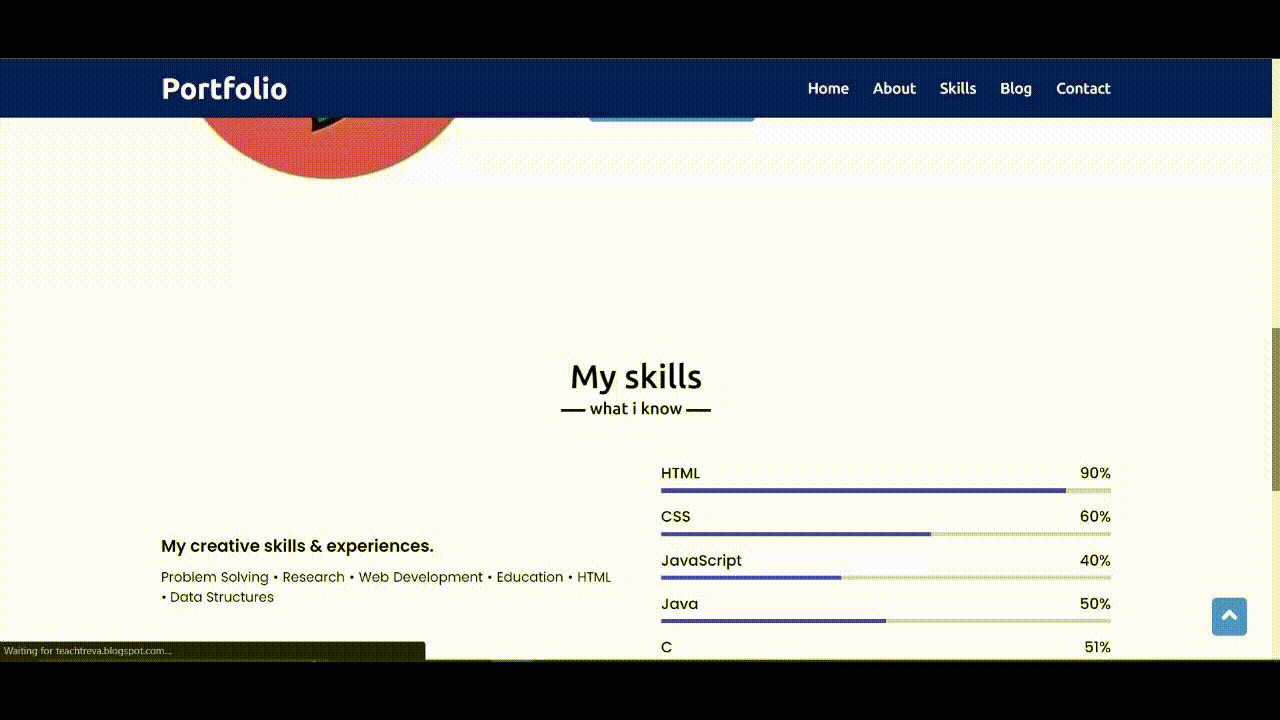 Portfolio
Home About Skills Blog Contact
My skills
what i know
My creative skills & experiences.
Problem Solving • Research • Web Development • Education • HTML
• Data Structures
HTML 90%
CSS 60%
JavaScript 40%
Java 50%
C 51%
Waiting for teachtreva.blogspot.com...